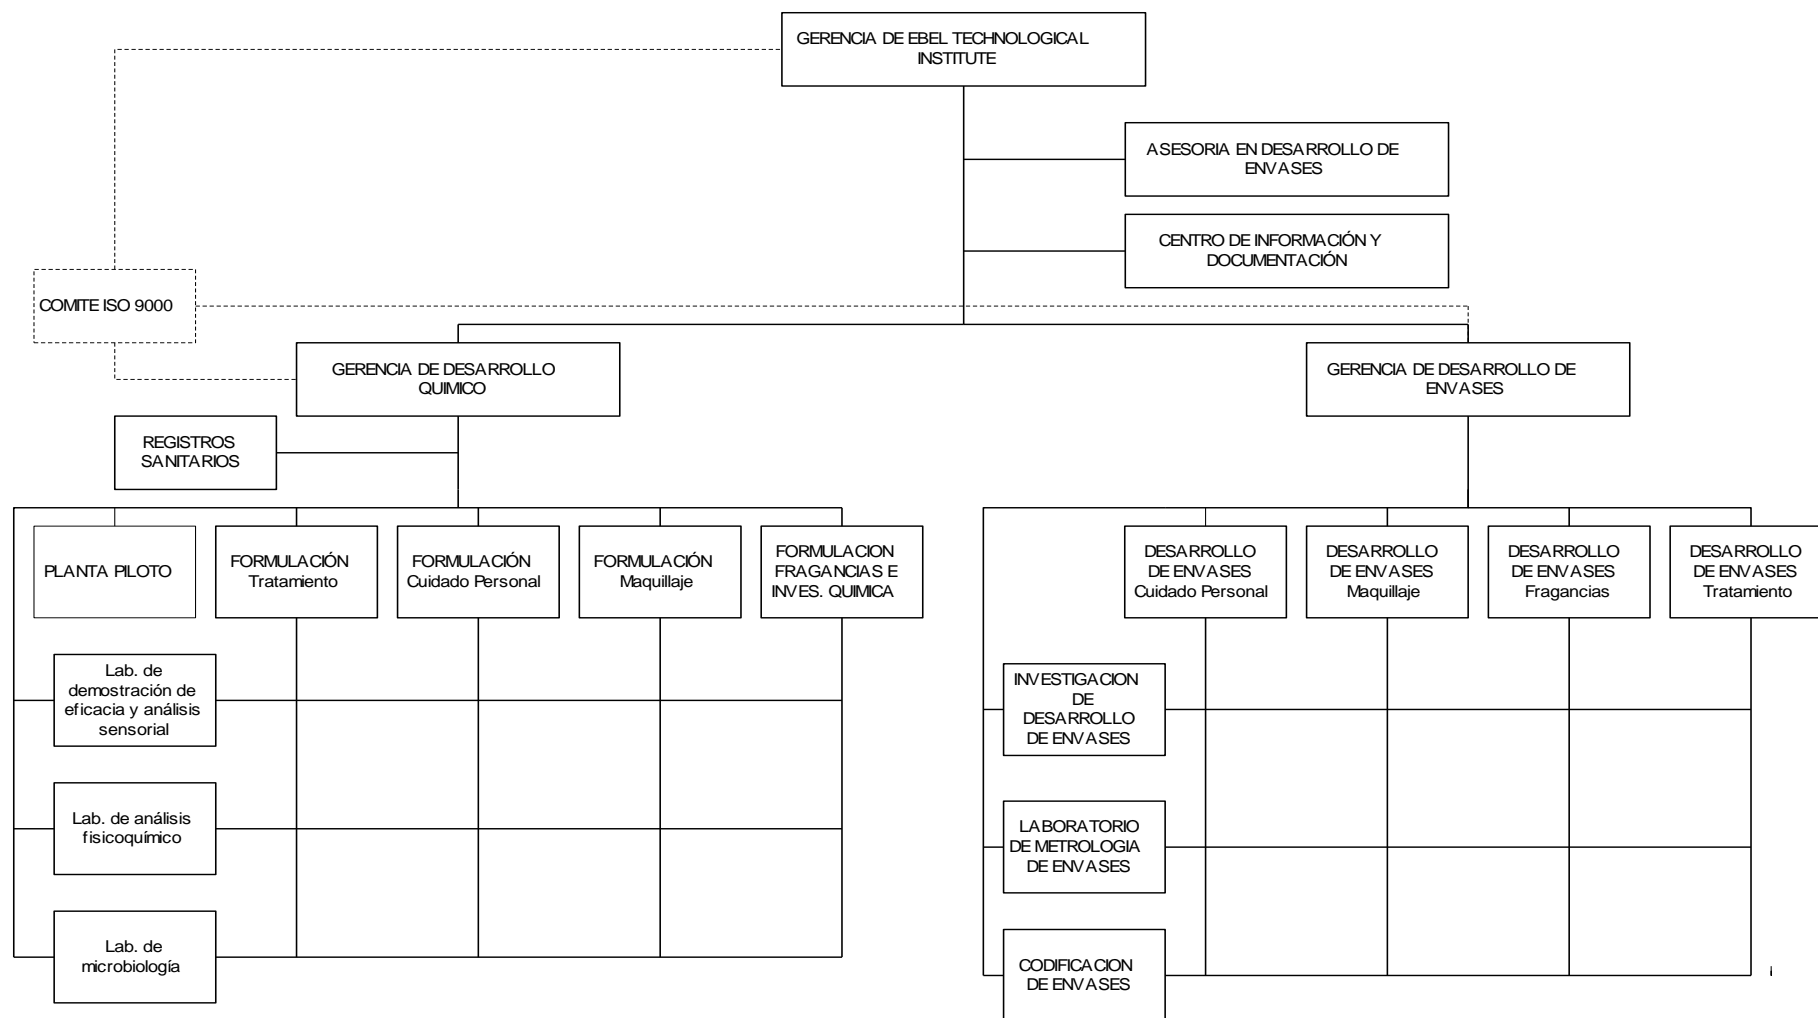 GERENCIA DE EBEL TECHNOLOGICAL
INSTITUTE
ASESORIA EN DESARROLLO DE
ENVASES
CENTRO DE INFORMACIÓN Y
DOCUMENTACIÓN
COMITE ISO 9000
GERENCIA DE DESARROLLO
QUIMICO
GERENCIA DE DESARROLLO DE
ENVASES
REGISTROS
SANITARIOS
PLANTA PILOTO
FORMULACIÓN
Tratamiento
FORMULACIÓN
Cuidado Personal
FORMULACIÓN
Maquillaje
FORMULACION
FRAGANCIAS E
INVES. QUIMICA
DESARROLLO
DE ENVASES
Cuidado Personal
DESARROLLO
DE ENVASES
Maquillaje
DESARROLLO
DE ENVASES
Fragancias
DESARROLLO
DE ENVASES
Tratamiento
Lab. de
demostración de
eficacia y análisis
sensorial
Lab. de análisis
fisicoquímico
Lab. de
microbiología
INVESTIGACION
DE
DESARROLLO
DE ENVASES
LABORATORIO
DE METROLOGIA
DE ENVASES
CODIFICACION
DE ENVASES